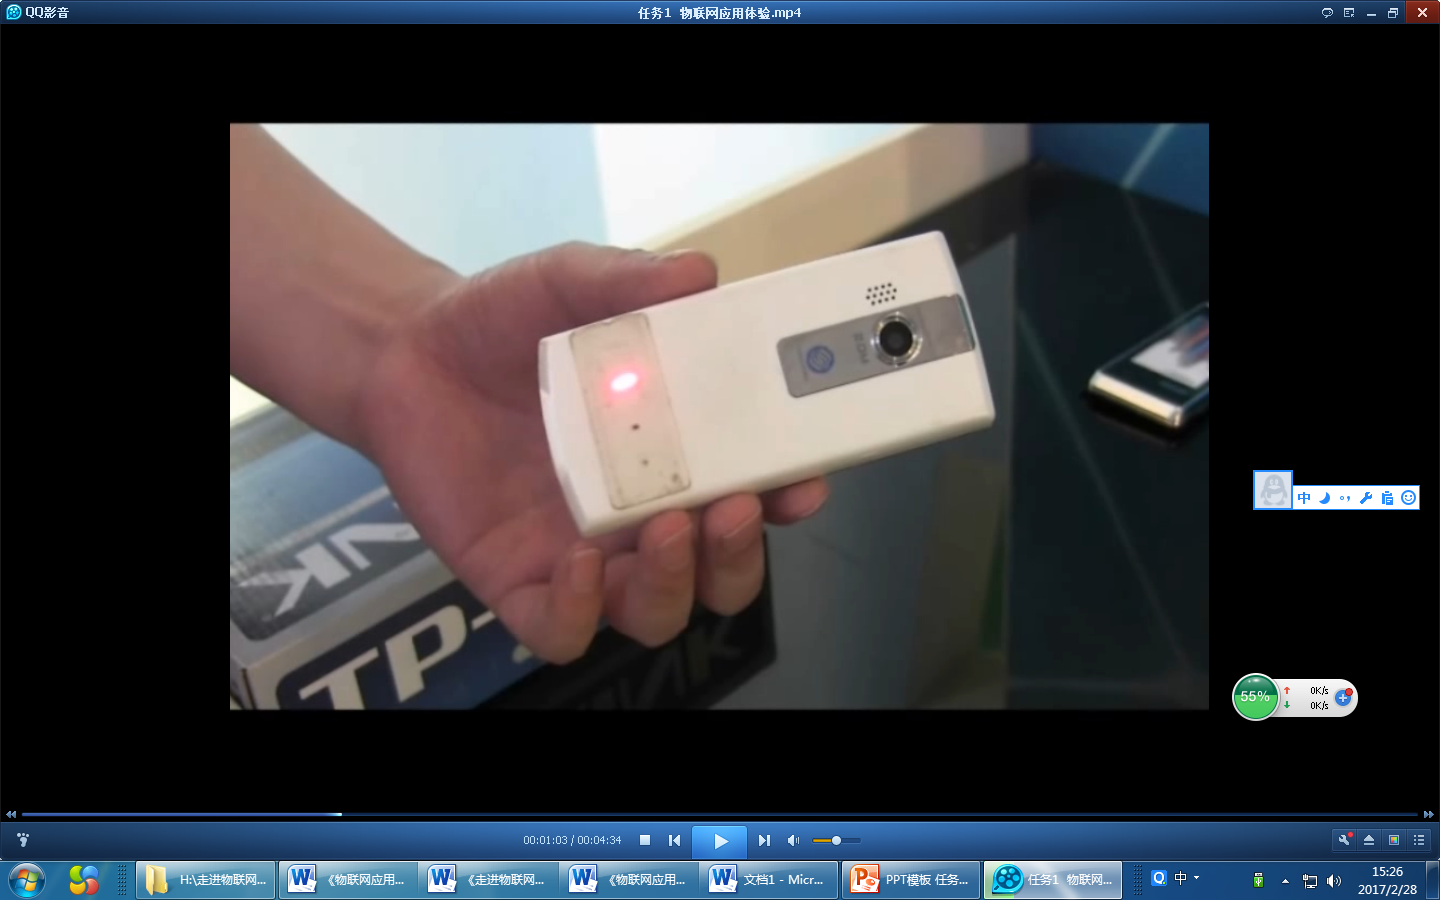 QQ影音
任务1 物联网应用体验.mp4
TP-
NK
中
55%
0K/s
0K/s
00:01:03 / 00:04:34
H:\走进物联网...
《物联网应用...
《走进物联网...
《物联网应用...
文档1 - Micr...
PPT模板 任务...
任务1 物联网...
中
15:26
2017/2/28